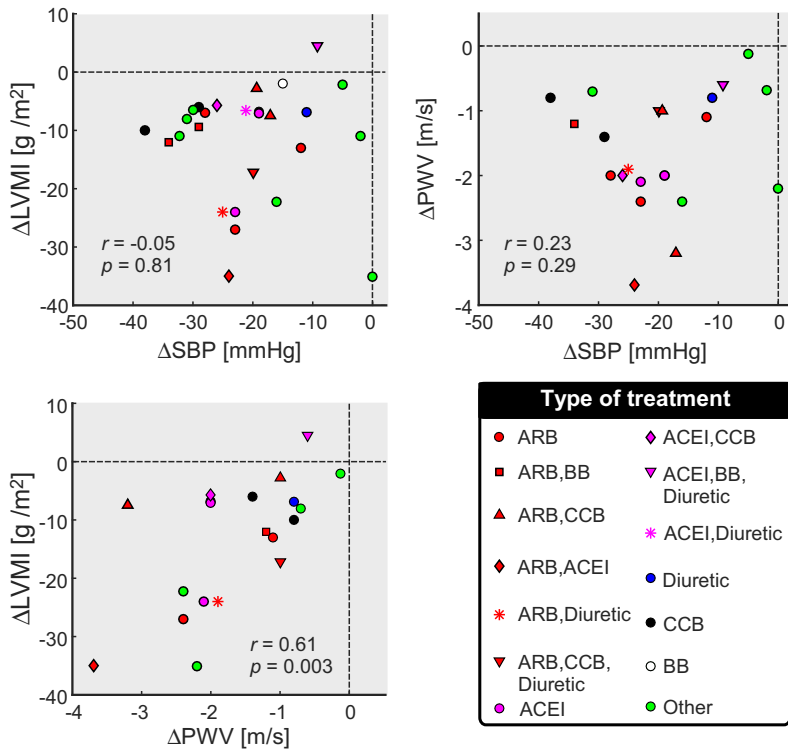 10
0
-10
-20
-30
-40
ΔLVMI [g /m²]
r = -0.05
p = 0.81
-50
-40
-30
-20
-10
0
ΔSBP [mmHg]
0
-1
-2
-3
-4
ΔPWV [m/s]
r = 0.23
p = 0.29
-50
-40
-30
-20
-10
-0
ΔSBP [mmHg]
10
0
-10
-20
-30
-40
ΔLVMI [g /m²]
r = 0.61
p = 0.003
-4
-3
-2
-1
0
ΔPWV [m/s]
Type of treatment
ARB
ARB,BB
ARB,CCB
ARB,ACEI
ARB,Diuretic
ARB,CCB,
Diuretic
ACEI
ACEI,CCB
ACEI,BB,
Diuretic
ACEI,Diuretic
Diuretic
CCB
BB
Other